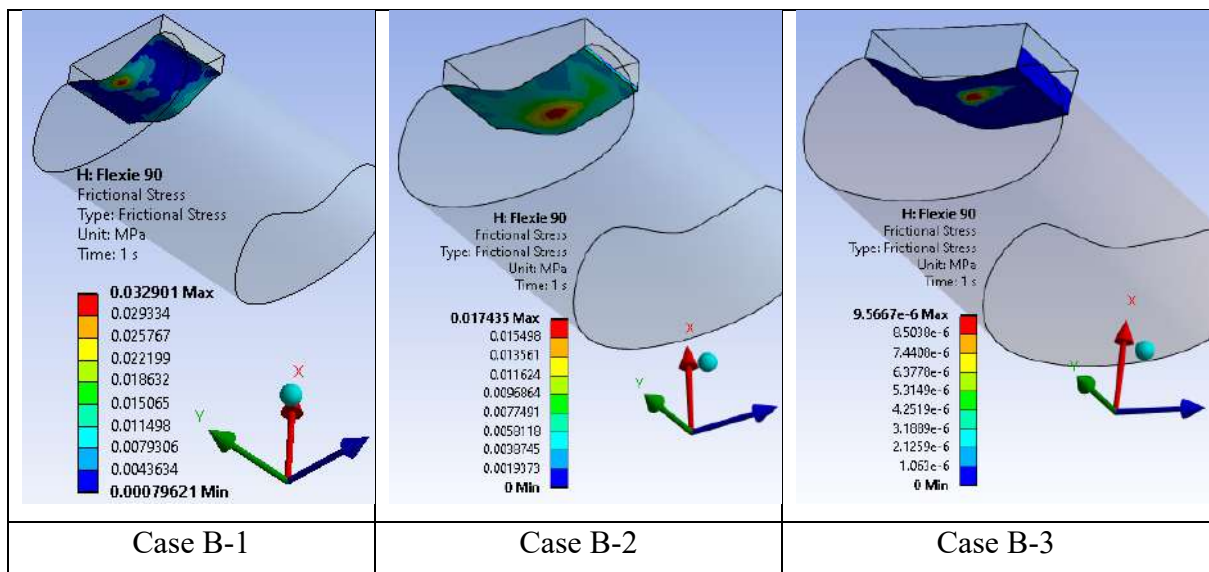 H: Flexie 90
Frictional Stress
Type: Frictional Stress
Unit: MPa
Time: 1 s
0.032901 Max
0.029334
0.025767
0.022199
0.018632
0.015065
0.011498
0.0079306
0.0043634
0.00079621 Min
X
Y
H: Flexie 90
Frictional Stress
Type: Frictional Stress
Unit: MPa
Time: 1 s
0.017435 Max
0.015498
0.013561
0.011624
0.0096864
0.0077491
0.0058118
0.0038745
0.0019373
0 Min
X
Y
H: Flexie 90
Frictional Stress
Type: Frictional Stress
Unit: MPa
Time: 1 s
9.5667e-6 Max
8.5038e-6
7.4408e-6
6.3778e-6
5.3149e-6
4.2519e-6
3.1889e-6
2.1259e-6
1.063e-6
0 Min
X
Y
Case B-1
Case B-2
Case B-3